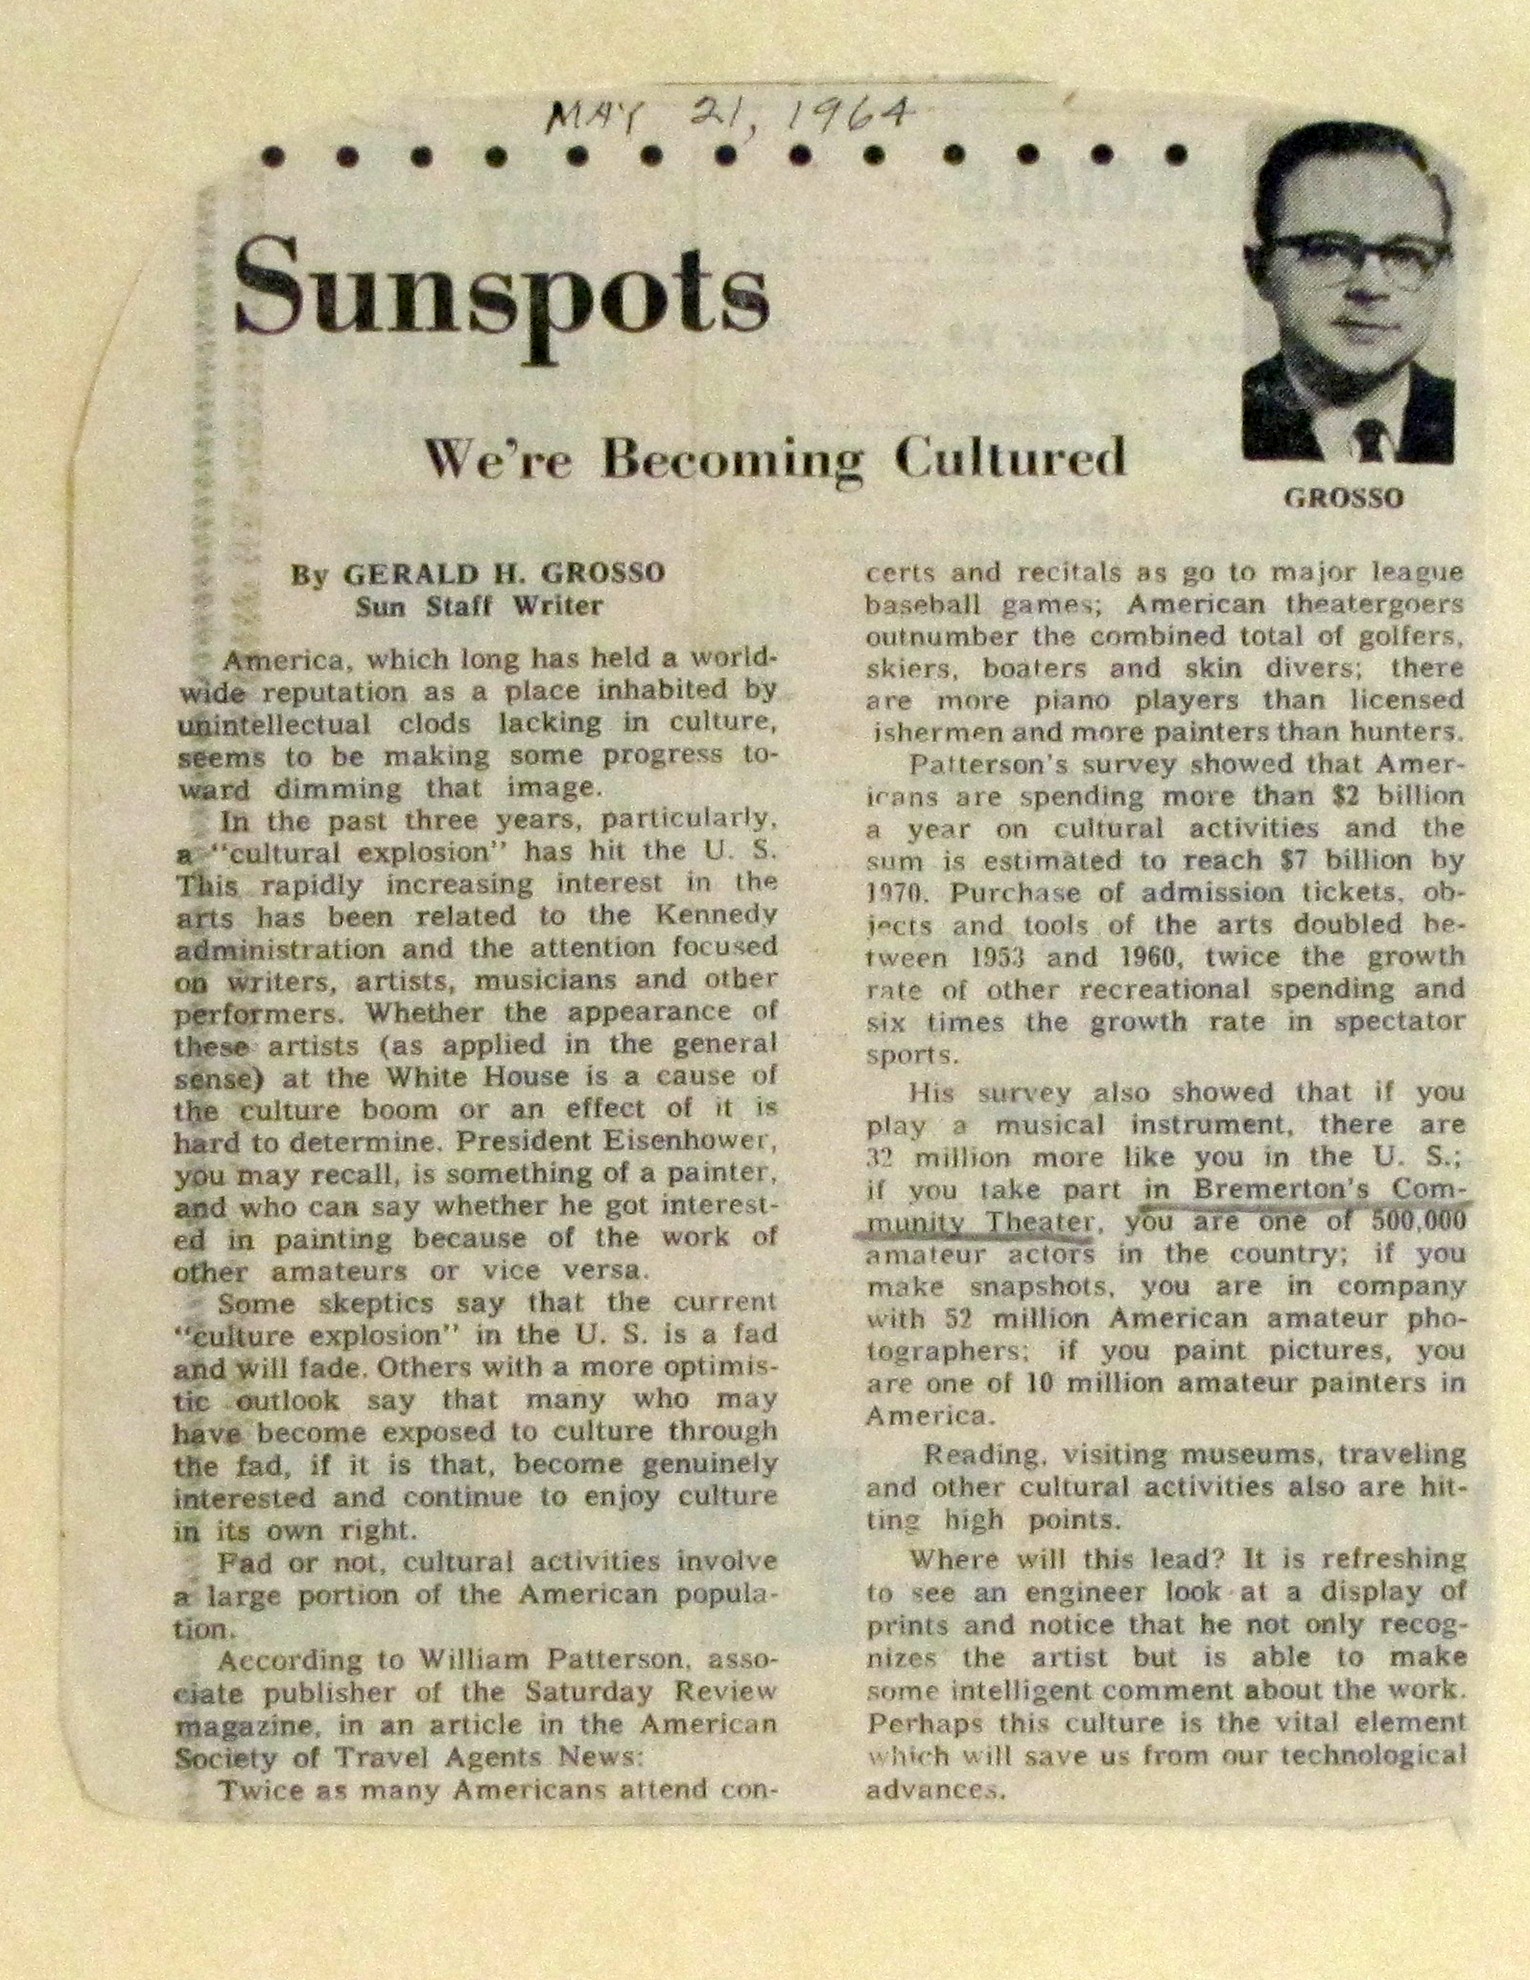 MAY 21, 1964
Sunspots
We're Becoming Cultured
GROSSO
By GERALD H. GROSSO
Sun Staff Writer
America, which long has held a world-
wide reputation as a place inhabited by
unintellectual clods lacking in culture,
seems to be making some progress to-
ward dimming that image.
In the past three years, particularly,
a "cultural explosion" has hit the U. S.
This rapidly increasing interest in the
arts has been related to the Kennedy
administration and the attention focused
on writers, artists, musicians and other
performers. Whether the appearance of
these artists (as applied in the general
sense) at the White House is a cause of
the culture boom or an effect of it is
hard to determine. President Eisenhower,
you may recall, is something of a painter,
and who can say whether he got interest-
ed in painting because of the work of
other amateurs or vice versa.
Some skeptics say that the current
"culture explosion" in the U. S. is a fad
and will fade. Others with a more optimis-
tic outlook say that many who may
have become exposed to culture through
the fad, if it is that, become genuinely
interested and continue to enjoy culture
in its own right.
Fad or not, cultural activities involve
a large portion of the American popula-
tion.
According to William Patterson, asso-
ciate publisher of the Saturday Review
magazine, in an article in the American
Society of Travel Agents News:
Twice as many Americans attend con-
certs and recitals as go to major league
baseball games; American theatergoers
outnumber the combined total of golfers,
skiers, boaters and skin divers; there
are more piano players than licensed
ishermen and more painters than hunters.
Patterson's survey showed that Amer-
icans are spending more than $2 billion
a year on cultural activities and the
sum is estimated to reach $7 billion by
1970. Purchase of admission tickets, ob-
jects and tools of the arts doubled be-
tween 1953 and 1960, twice the growth
rate of other recreational spending and
six times the growth rate in spectator
sports.
His survey also showed that if you
play a musical instrument, there are
32 million more like you in the U. S.;
if you take part in Bremerton's Com-
munity Theater, you are one of 500,000
amateur actors in the country; if you
make snapshots, you are in company
with 52 million American amateur pho-
tographers; if you paint pictures, you
are one of 10 million amateur painters in
America.
Reading, visiting museums, traveling
and other cultural activities also are hit-
ting high points.
Where will this lead? It is refreshing
to see an engineer look at a display of
prints and notice that he not only recog-
nizes the artist but is able to make
some intelligent comment about the work.
Perhaps this culture is the vital element
which will save us from our technological
advances.